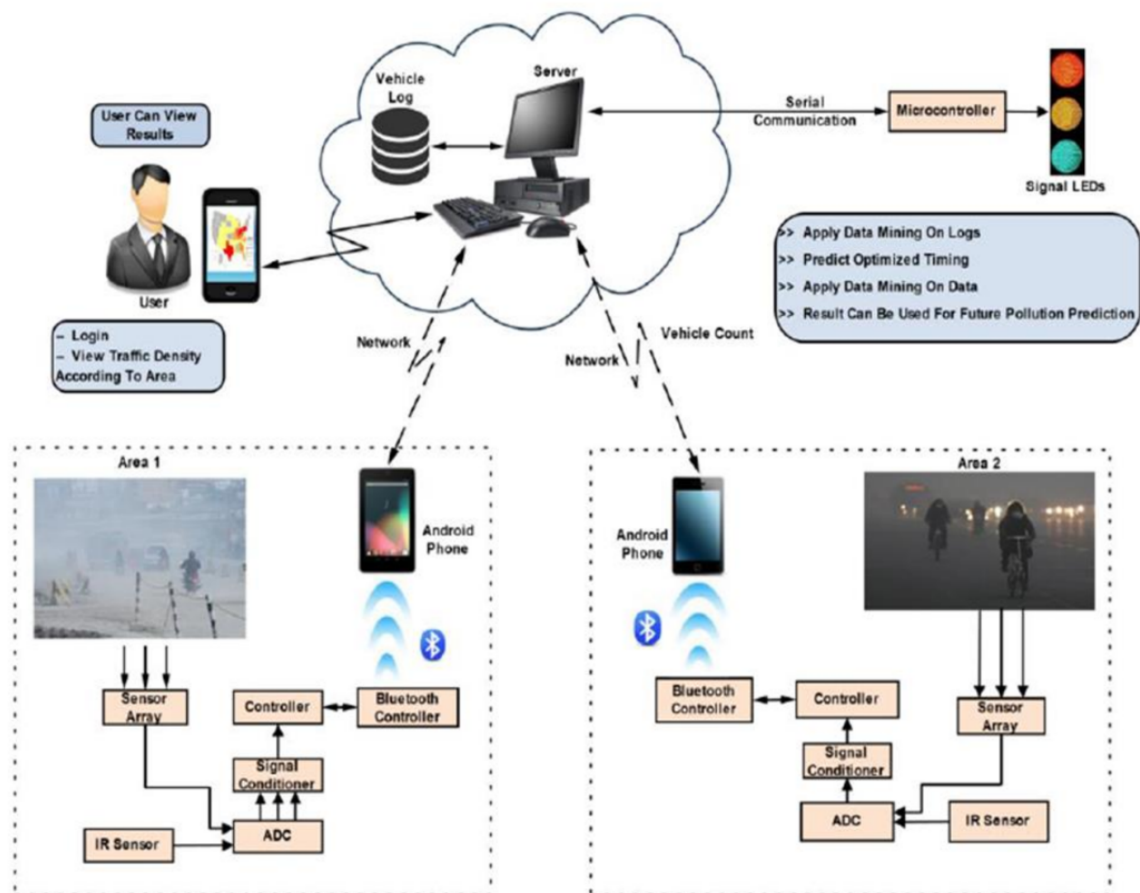 Vehicle
Log
Server
Serial
Communication
Microcontroller
Signal LEDs
User Can View
Results
User
– Login
– View Traffic Density
According To Area
>> Apply Data Mining On Logs
>> Predict Optimized Timing
>> Apply Data Mining On Data
>> Result Can Be Used For Future Pollution Prediction
Network
Network
Vehicle Count
Area 1
Android
Phone
Sensor
Array
Controller
Bluetooth
Controller
Signal
Conditioner
IR Sensor
ADC
Area 2
Android
Phone
Bluetooth
Controller
Controller
Sensor
Array
Signal
Conditioner
ADC
IR Sensor